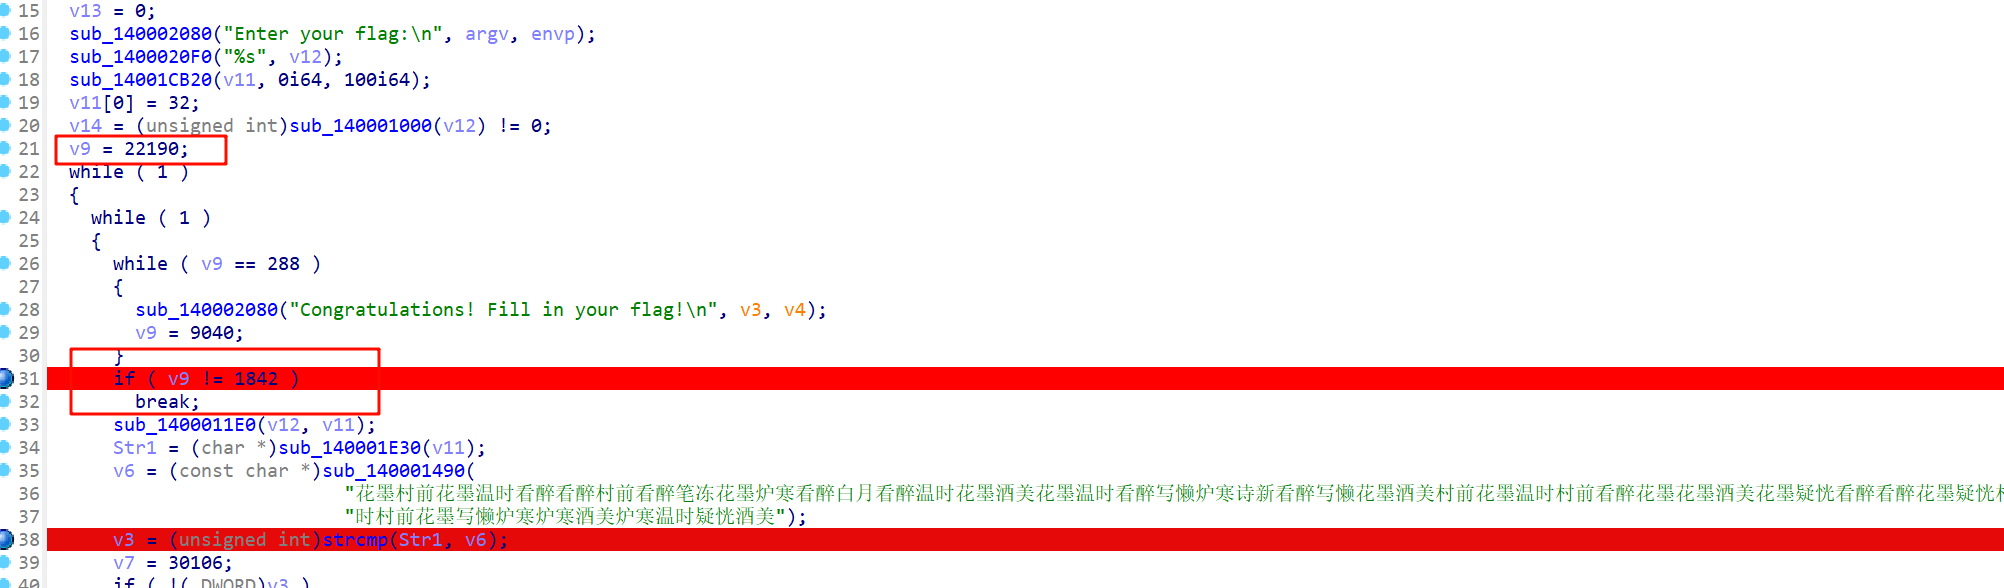 15 v13 = 0;
16 sub_140002080("Enter your flag:\n", argv, envp);
17 sub_1400020F0("%s", v12);
18 sub_14001CB20(v11, 0i64, 100i64);
19 v11[0] = 32;
20 v14 = (unsigned int)sub_140001000(v12) != 0;
21 v9 = 22190;
22 while ( 1 )
23 {
24 while ( 1 )
25 {
26 while ( v9 == 288 )
27 {
28 sub_140002080("Congratulations! Fill in your flag!\n", v3, v4);
29 v9 = 9040;
30 }
31 if ( v9 != 1842 )
32 break;
33 sub_1400011E0(v12, v11);
34 Str1 = (char *)sub_140001E30(v11);
35 v6 = (const char *)sub_140001490(
36 "花墨村前花墨温时看醉看醉村前看醉笔冻花墨炉寒看醉白月看醉温时花墨酒美花墨温时看醉写懒炉寒诗新看醉写懒花墨酒美村前花墨温时村前看醉花墨花墨酒美花墨疑恍看醉看醉花墨疑恍
37 "时村前花墨写懒炉寒炉寒酒美炉寒温时疑恍酒美");
38 v3 = (unsigned int)strcmp(Str1, v6);
39 v7 = 30106;
40 if ( !(_DWORD)v3 )